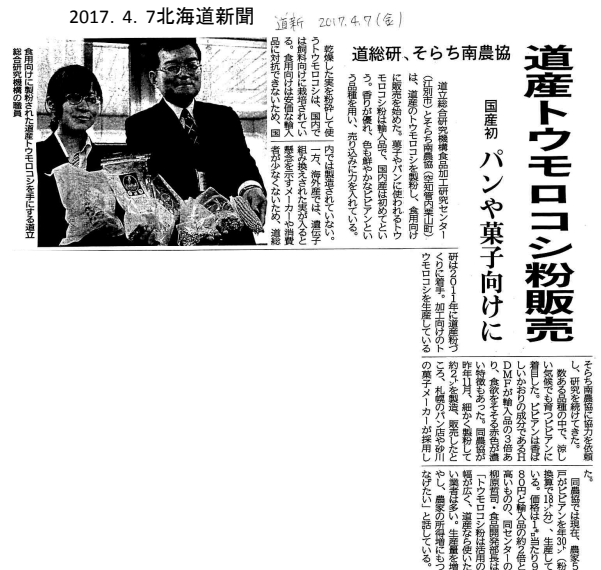 2017．4．7北海道新聞
道新 2017.4.7(金)
道産トウモロコシ粉販売
国産初 パンや菓子向けに
道総研、そらち南農協
道立総合研究機構食品加工研究センター
（江別市）とそらち南農協（空知管内栗山町）
は、道産のトウモロコシを製粉し、食用向け
に販売を始めた。菓子やパンに使われるトウ
モロコシ粉は輸入品で、国内産は初めてとい
う。香りが優れ、色も鮮やかなピピアンとい
う品種を用い、売り込みに力を入れている。
乾燥した実を粉砕して使
うトウモロコシは、国内で
は飼料向けに栽培されてい
る。食用向けは安価な輸入
品に対抗できないため、国
内では製造されていない。
一方、海外産では、遺伝子
組み換えされた実が入ると
懸念を示すメーカーや消費
者が少なくないため、道総
研は2011年に道産粉づ
くりに着手。加工向けのト
ウモロコシを生産している
そらち南農協に協力を依頼
し、研究を続けてきた。
数ある品種の中で、涼し
い気候でも育つピピアンに
着目した。ピピアンは香ば
しいかおりの成分であるH
DMFが輸入品の3倍あ
り、食欲をそそる赤色が濃
い特徴もあった。同農協が
昨年11月、細かく製粉して
約2㌧を製造、販売したと
ころ、札幌のパン店や砂川
の菓子メーカーが採用し
た。
同農協では現在、農家5
戸がピピアンを年30㌧（粉
換算で18㌧分）、生産して
いる。価格は1㌔当たり9
80円と輸入品の約2倍と
高いものの、同センターの
柳原哲司・食品開発部長は
「トウモロコシ粉は活用の
幅が広く、道産なら使いた
い業者は多い。生産量を増
やし、農家の所得増にもつ
なげたい」と話している。
食用向けに製粉された道産トウモロコシを手にする道立
総合研究機構の職員